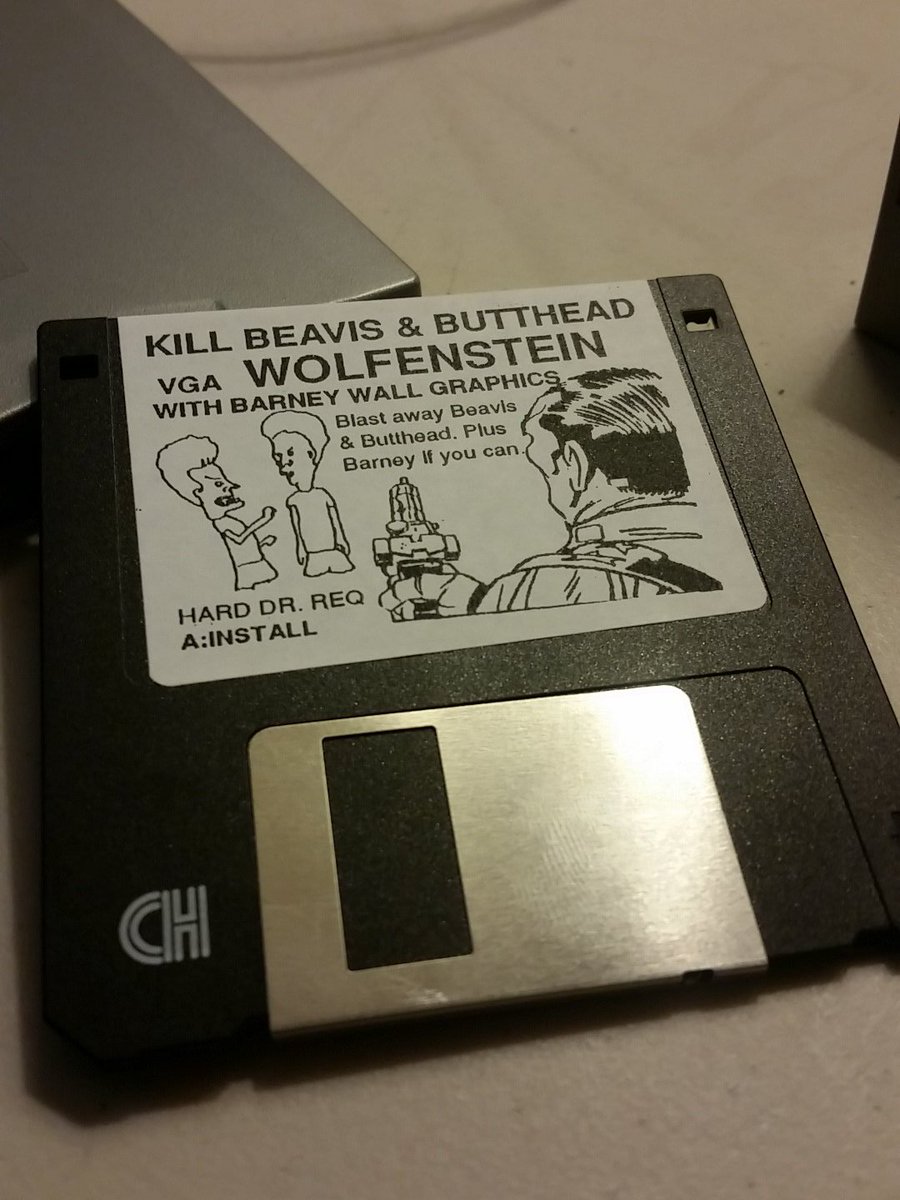 KILL BEAVIS & BUTTHEAD
VGA WOLFENSTEIN
WITH BARNEY WALL GRAPHICS
Blast away Beavis
& Butthead. Plus
Barney If you can.
HARD DR. REQ
A:INSTALL
CH